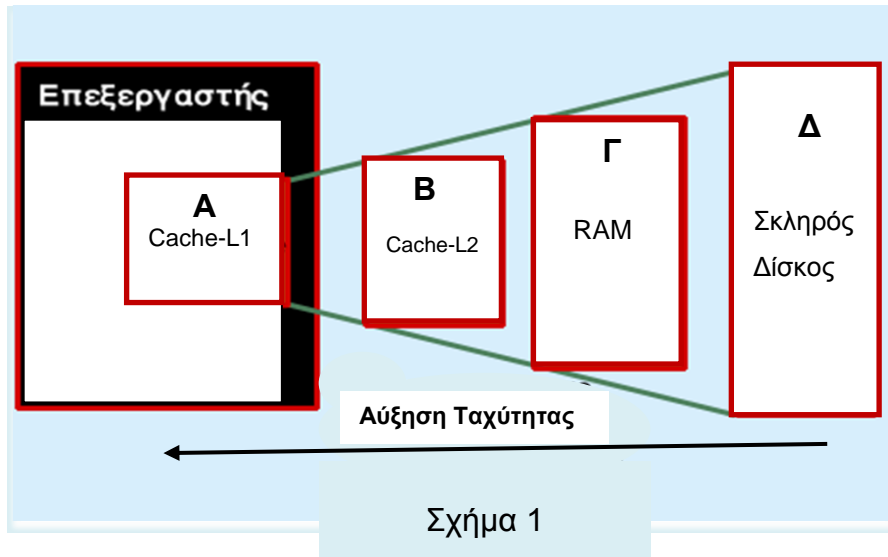 Επεξεργαστής
Α
Cache-L1
Β
Cache-L2
Γ
RAM
Δ
Σκληρός
Δίσκος
Αύξηση Ταχύτητας
Σχήμα 1